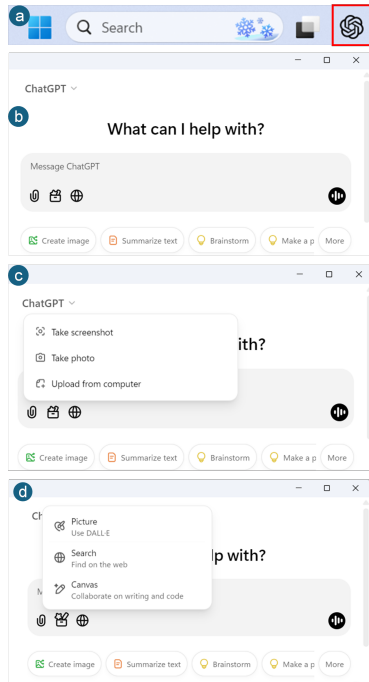 a
Search
b
ChatGPT
What can I help with?
Message ChatGPT
Create image
Summarize text
Brainstorm
Make a p
More
c
ChatGPT
Take screenshot
Take photo
Upload from computer
ith?
Create image
Summarize text
Brainstorm
Make a p
More
d
Ch
Picture
Use DALL·E
Search
Find on the web
Canvas
Collaborate on writing and code
lp with?
M
Create image
Summarize text
Brainstorm
Make a p
More